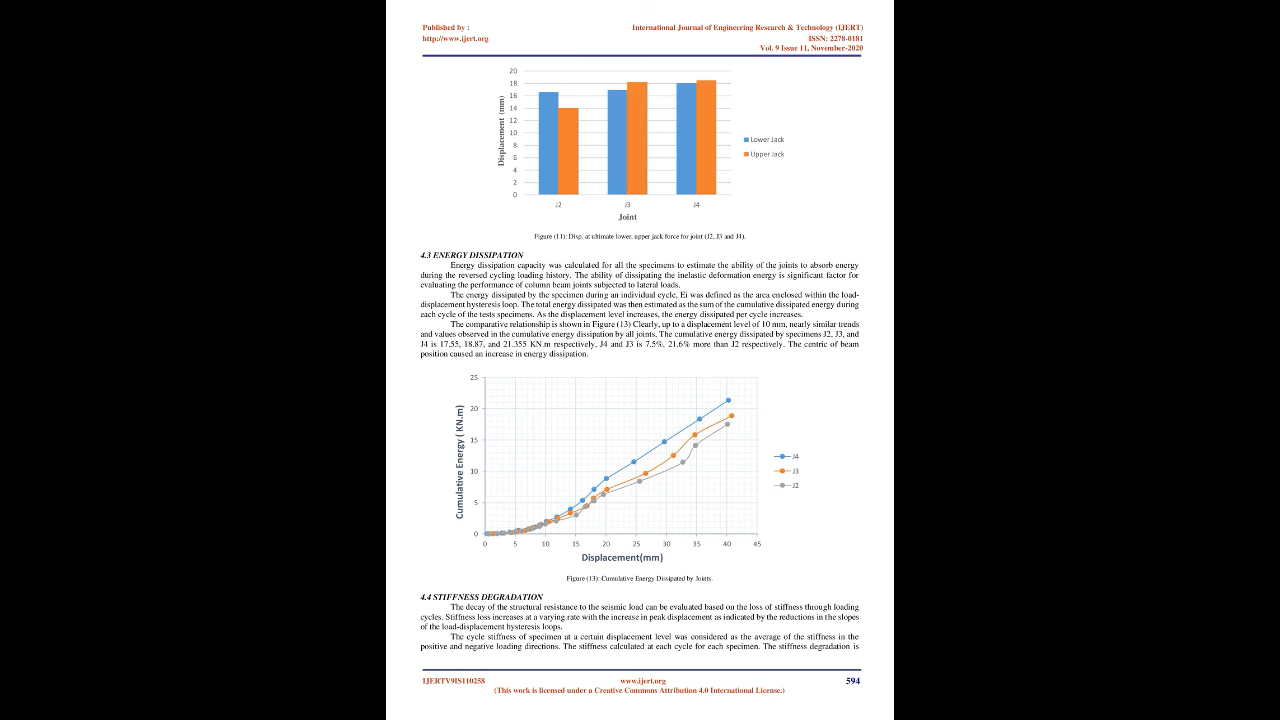 Published by :
http://www.ijert.org
International Journal of Engineering Research & Technology (IJERT)
ISSN: 2278-0181
Vol. 9 Issue 11, November-2020
20
18
16
14
12
10
8
6
4
2
0
Displacement (mm)
J2
J3
J4
Joint
Lower Jack
Upper Jack
Figure (11): Disp. at ultimate lower, upper jack force for joint (J2, J3 and J4).
4.3 ENERGY DISSIPATION
Energy dissipation capacity was calculated for all the specimens to estimate the ability of the joints to absorb energy
during the reversed cycling loading history. The ability of dissipating the inelastic deformation energy is significant factor for
evaluating the performance of column beam joints subjected to lateral loads.
The energy dissipated by the specimen during an individual cycle, Ei was defined as the area enclosed within the load-
displacement hysteresis loop. The total energy dissipated was then estimated as the sum of the cumulative dissipated energy during
each cycle of the tests specimens. As the displacement level increases, the energy dissipated per cycle increases.
The comparative relationship is shown in Figure (13) Clearly, up to a displacement level of 10 mm, nearly similar trends
and values observed in the cumulative energy dissipation by all joints. The cumulative energy dissipated by specimens J2, J3, and
J4 is 17.55, 18.87, and 21.355 KN.m respectively, J4 and J3 is 7.5%, 21.6% more than J2 respectively. The centric of beam
position caused an increase in energy dissipation.
25
20
15
10
5
0
Cumulative Energy ( KN.m)
0
5
10
15
20
25
30
35
40
45
Displacement(mm)
J4
J3
J2
Figure (13): Cumulative Energy Dissipated by Joints.
4.4 STIFFNESS DEGRADATION
The decay of the structural resistance to the seismic load can be evaluated based on the loss of stiffness through loading
cycles. Stiffness loss increases at a varying rate with the increase in peak displacement as indicated by the reductions in the slopes
of the load-displacement hysteresis loops.
The cycle stiffness of specimen at a certain displacement level was considered as the average of the stiffness in the
positive and negative loading directions. The stiffness calculated at each cycle for each specimen. The stiffness degradation is
IJERTV9IS110258
www.ijert.org
594
(This work is licensed under a Creative Commons Attribution 4.0 International License.)